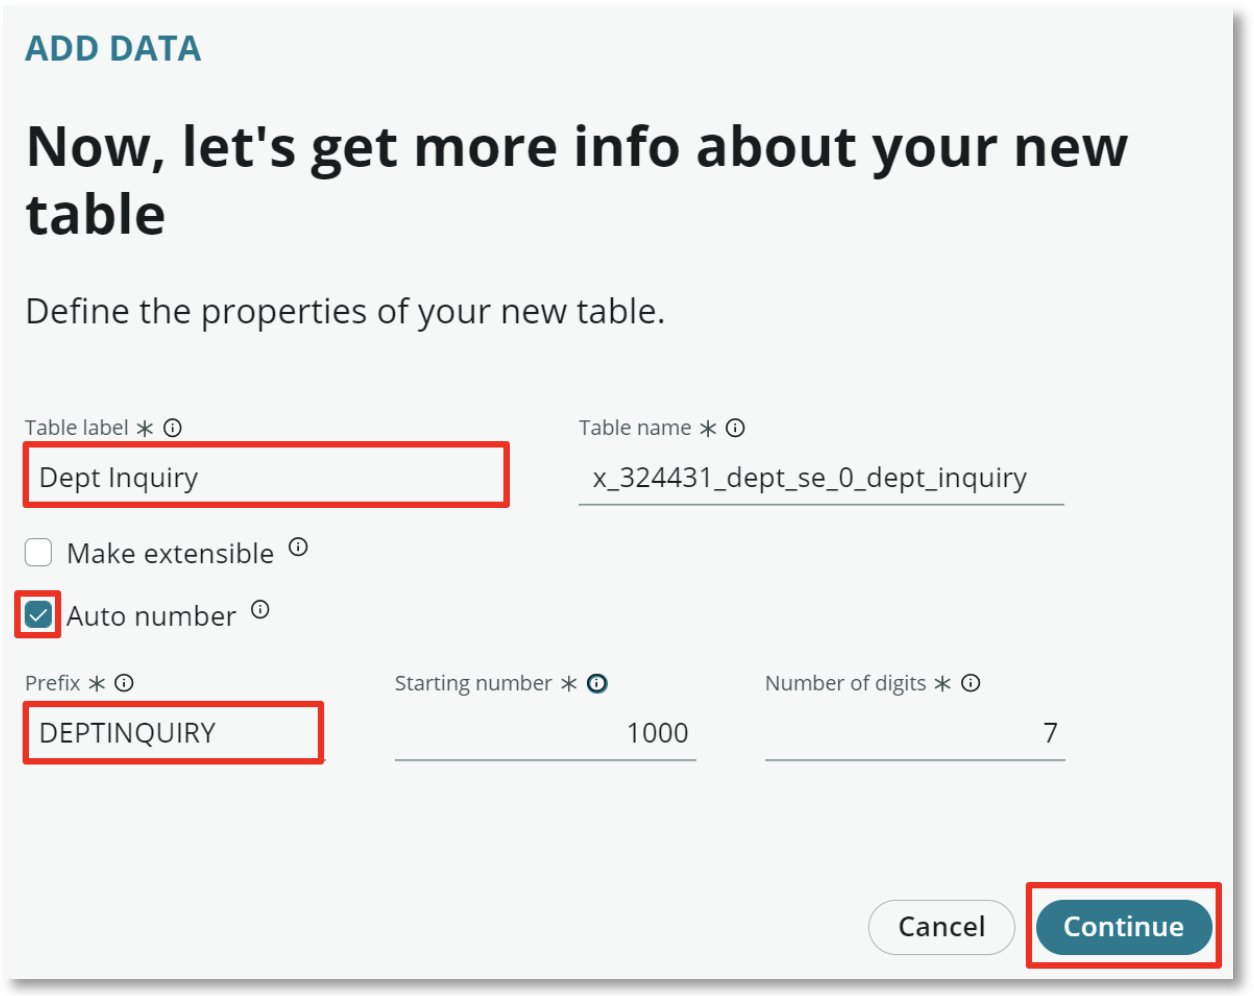 ADD DATA
Now, let's get more info about your new
table
Define the properties of your new table.
Table label * Table name *
Dept Inquiry x_324431_dept_se_0_dept_inquiry
Make extensible
Auto number
Prefix * Starting number * Number of digits *
DEPTINQUIRY 1000 7
Cancel Continue